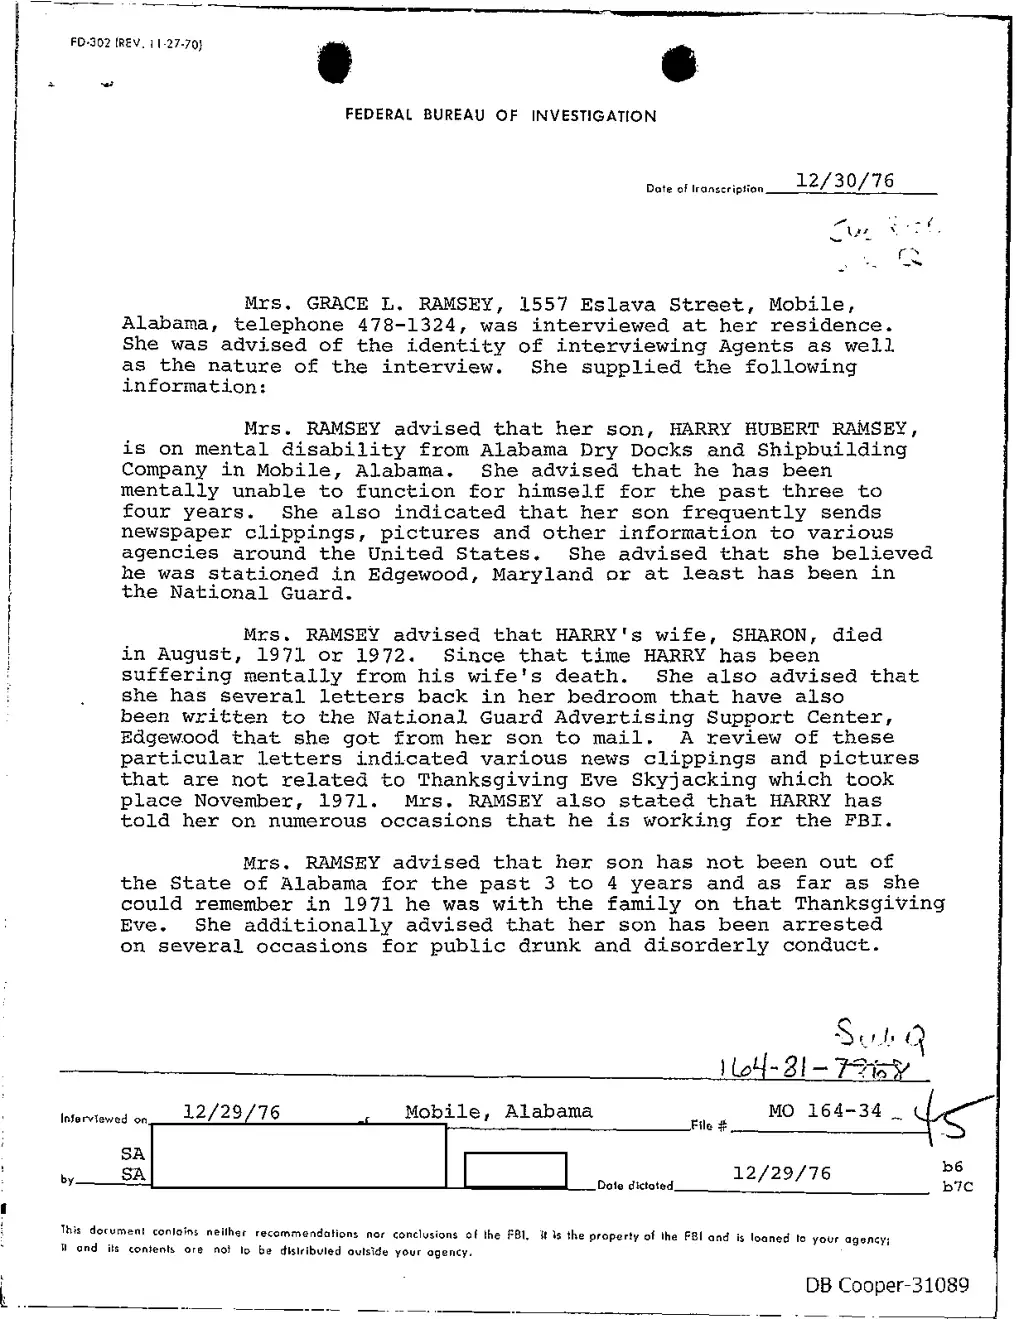 FD-302 (REV. 11-27-70)
FEDERAL BUREAU OF INVESTIGATION
Date of transcription 12/30/76
Mrs. GRACE L. RAMSEY, 1557 Eslava Street, Mobile,
Alabama, telephone 478-1324, was interviewed at her residence.
She was advised of the identity of interviewing Agents as well
as the nature of the interview. She supplied the following
information:
Mrs. RAMSEY advised that her son, HARRY HUBERT RAMSEY,
is on mental disability from Alabama Dry Docks and Shipbuilding
Company in Mobile, Alabama. She advised that he has been
mentally unable to function for himself for the past three to
four years. She also indicated that her son frequently sends
newspaper clippings, pictures and other information to various
agencies around the United States. She advised that she believed
he was stationed in Edgewood, Maryland or at least has been in
the National Guard.
Mrs. RAMSEY advised that HARRY'S wife, SHARON, died
in August, 1971 or 1972. Since that time HARRY has been
suffering mentally from his wife's death. She also advised that
she has several letters back in her bedroom that have also
been written to the National Guard Advertising Support Center,
Edgewood that she got from her son to mail. A review of these
particular letters indicated various news clippings and pictures
that are not related to Thanksgiving Eve Skyjacking which took
place November, 1971. Mrs. RAMSEY also stated that HARRY has
told her on numerous occasions that he is working for the FBI.
Mrs. RAMSEY advised that her son has not been out of
the State of Alabama for the past 3 to 4 years and as far as she
could remember in 1971 he was with the family on that Thanksgiving
Eve. She additionally advised that her son has been arrested
on several occasions for public drunk and disorderly conduct.
Sub Q
164-81-
Interviewed on 12/29/76 Mobile, Alabama File # MO 164-34 - 45
SA
by SA Date dictated 12/29/76
b6
b7C
This document contains neither recommendations nor conclusions of the FBI. It is the property of the FBI and is loaned to your agency;
it and its contents are not to be distributed outside your agency.
DB Cooper-31089